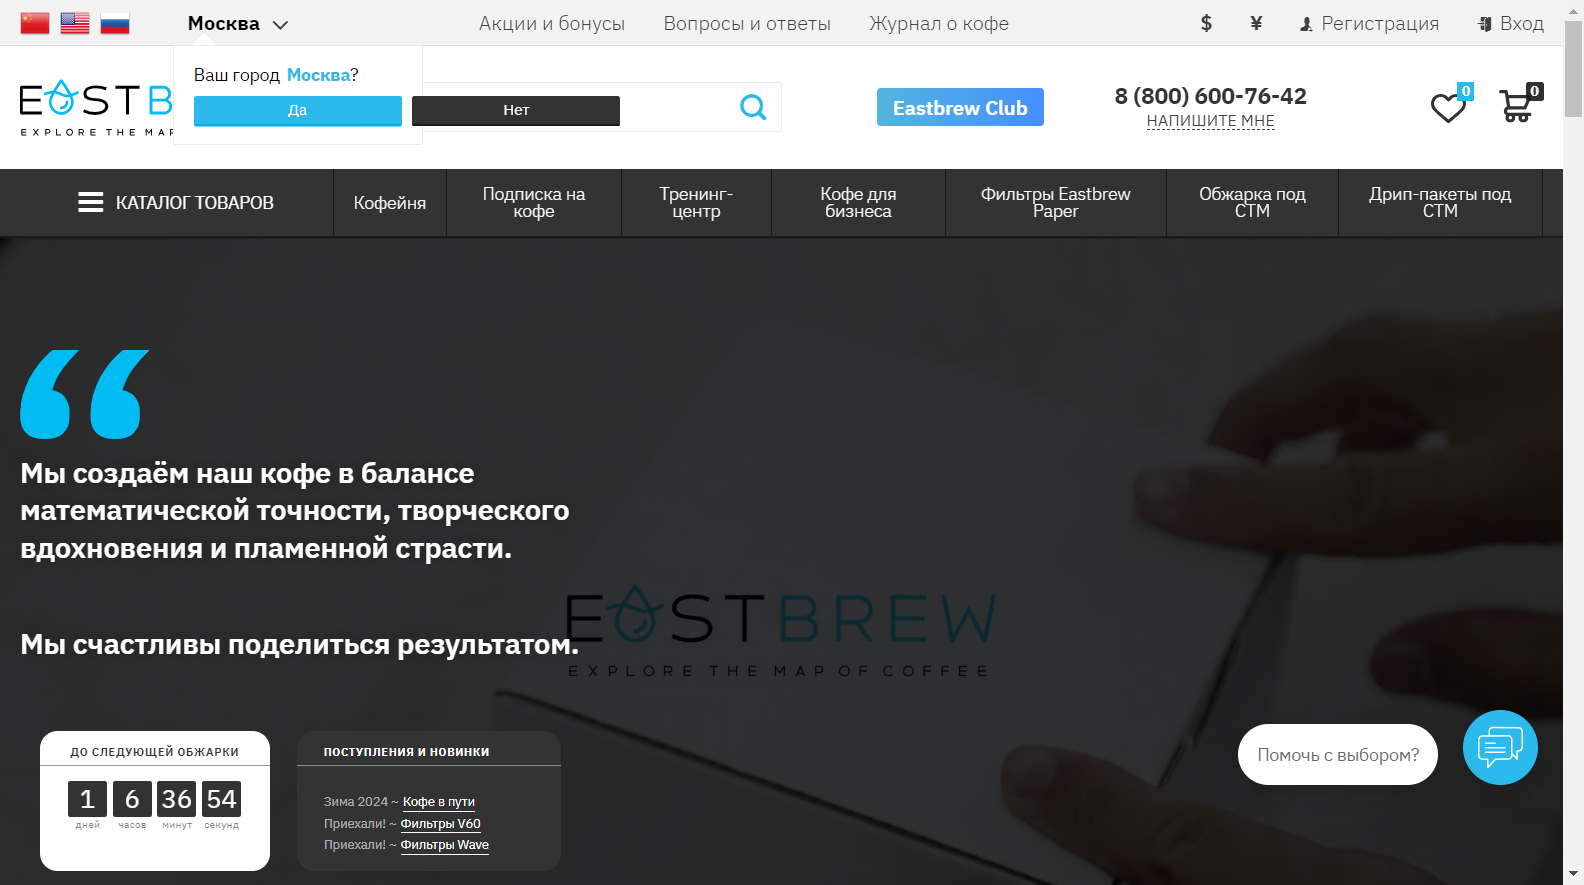 Москва
Акции и бонусы
Вопросы и ответы
Журнал о кофе
$
¥
Регистрация
Вход
Ваш город Москва?
Да
Нет
EASTB
EXPLORE THE MAP
Eastbrew Club
8 (800) 600-76-42
НАПИШИТЕ МНЕ
0
0
КАТАЛОГ ТОВАРОВ
Кофейня
Подписка на
кофе
Тренинг-
центр
Кофе для
бизнеса
Фильтры Eastbrew
Paper
Обжарка под
СТМ
Дрип-пакеты под
СТМ
“
Мы создаём наш кофе в балансе
математической точности, творческого
вдохновения и пламенной страсти.
Мы счастливы поделиться результатом.
EASTBREW
EXPLORE THE MAP OF COFFEE
ДО СЛЕДУЮЩЕЙ ОБЖАРКИ
1 6 36 54
дней часов минут секунд
ПОСТУПЛЕНИЯ И НОВИНКИ
Зима 2024 ~ Кофе в пути
Приехали! ~ Фильтры V60
Приехали! ~ Фильтры Wave
Помочь с выбором?